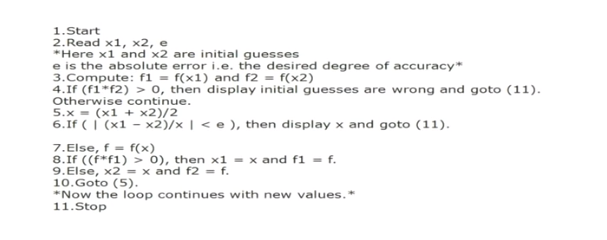 1.Start
2.Read x1, x2, e
*Here x1 and x2 are initial guesses
e is the absolute error i.e. the desired degree of accuracy*
3.Compute: f1 = f(x1) and f2 = f(x2)
4.If (f1*f2) > 0, then display initial guesses are wrong and goto (11).
Otherwise continue.
5.x = (x1 + x2)/2
6.If ( | (x1 – x2)/x | < e ), then display x and goto (11).
7.Else, f = f(x)
8.If ((f*f1) > 0), then x1 = x and f1 = f.
9.Else, x2 = x and f2 = f.
10.Goto (5).
*Now the loop continues with new values.*
11.Stop